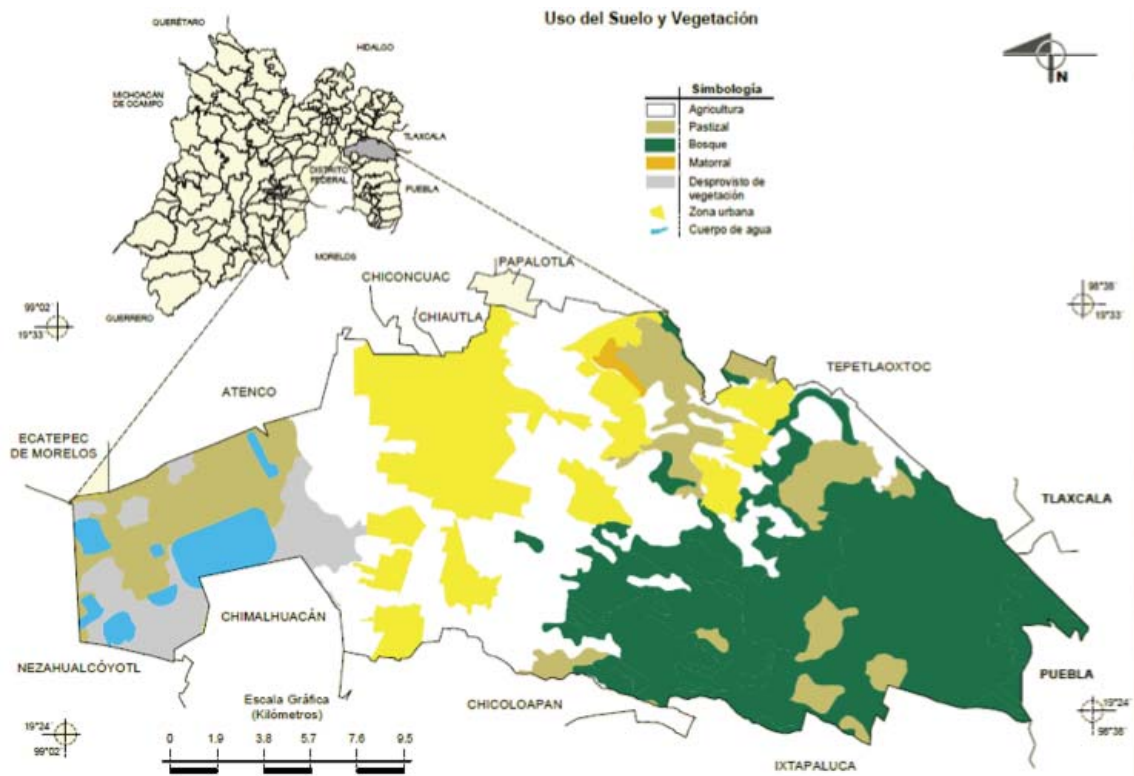 Uso del Suelo y Vegetación
QUERÉTARO
HIDALGO
MICHOACÁN
DE OCAMPO
TLAXCALA
DISTRITO
FEDERAL
PUEBLA
MORELOS
GUERRERO
N
Simbología
Agricultura
Pastizal
Bosque
Matorral
Desprovisto de
vegetación
Zona urbana
Cuerpo de agua
PAPALOTLA
CHICONCUAC
CHIAUTLA
99°02´
19°33´
98°38´
19°33´
TEPETLAOXTOC
ATENCO
ECATEPEC
DE MORELOS
TLAXCALA
CHIMALHUACÁN
NEZAHUALCÓYOTL
PUEBLA
CHICOLOAPAN
IXTAPALUCA
Escala Gráfica
(Kilómetros)
0 1.9 3.8 5.7 7.6 9.5
19°24´
99°02´
19°24´
98°38´